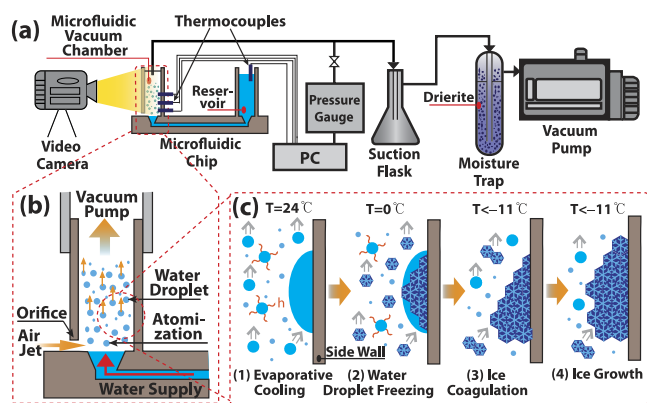 (a)
Microfluidic
Vacuum
Chamber
Thermocouples
Reser-
voir
Video
Camera
Microfluidic
Chip
Pressure
Gauge
PC
Suction
Flask
Drierite
Moisture
Trap
Vacuum
Pump
(b)
Vacuum
Pump
Water
Droplet
Orifice
Atomi-
zation
Air
Jet
Water Supply
(c)
T=24℃
T=0℃
T<-11℃
T<-11℃
h
Side Wall
(1) Evaporative
Cooling
(2) Water
Droplet Freezing
(3) Ice
Coagulation
(4) Ice Growth